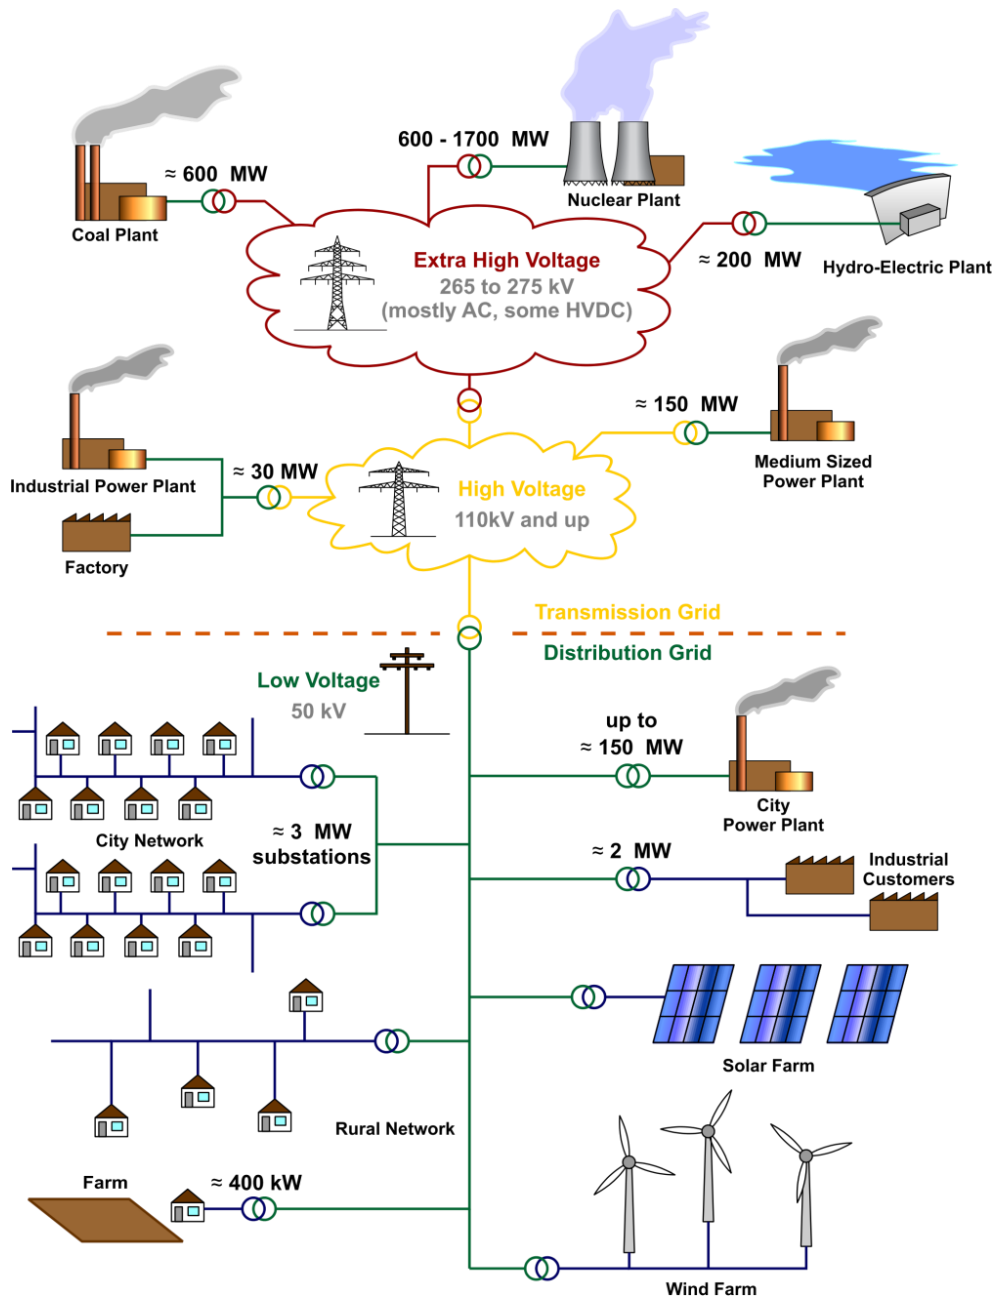 600 - 1700 MW
≈ 600 MW
Nuclear Plant
Coal Plant
Extra High Voltage
265 to 275 kV
(mostly AC, some HVDC)
≈ 200 MW
Hydro-Electric Plant
≈ 150 MW
Medium Sized
Power Plant
≈ 30 MW
Industrial Power Plant
High Voltage
110kV and up
Factory
Transmission Grid
Distribution Grid
Low Voltage
50 kV
up to
≈ 150 MW
City
Power Plant
City Network
≈ 3 MW
substations
≈ 2 MW
Industrial
Customers
Solar Farm
Rural Network
Farm
≈ 400 kW
Wind Farm